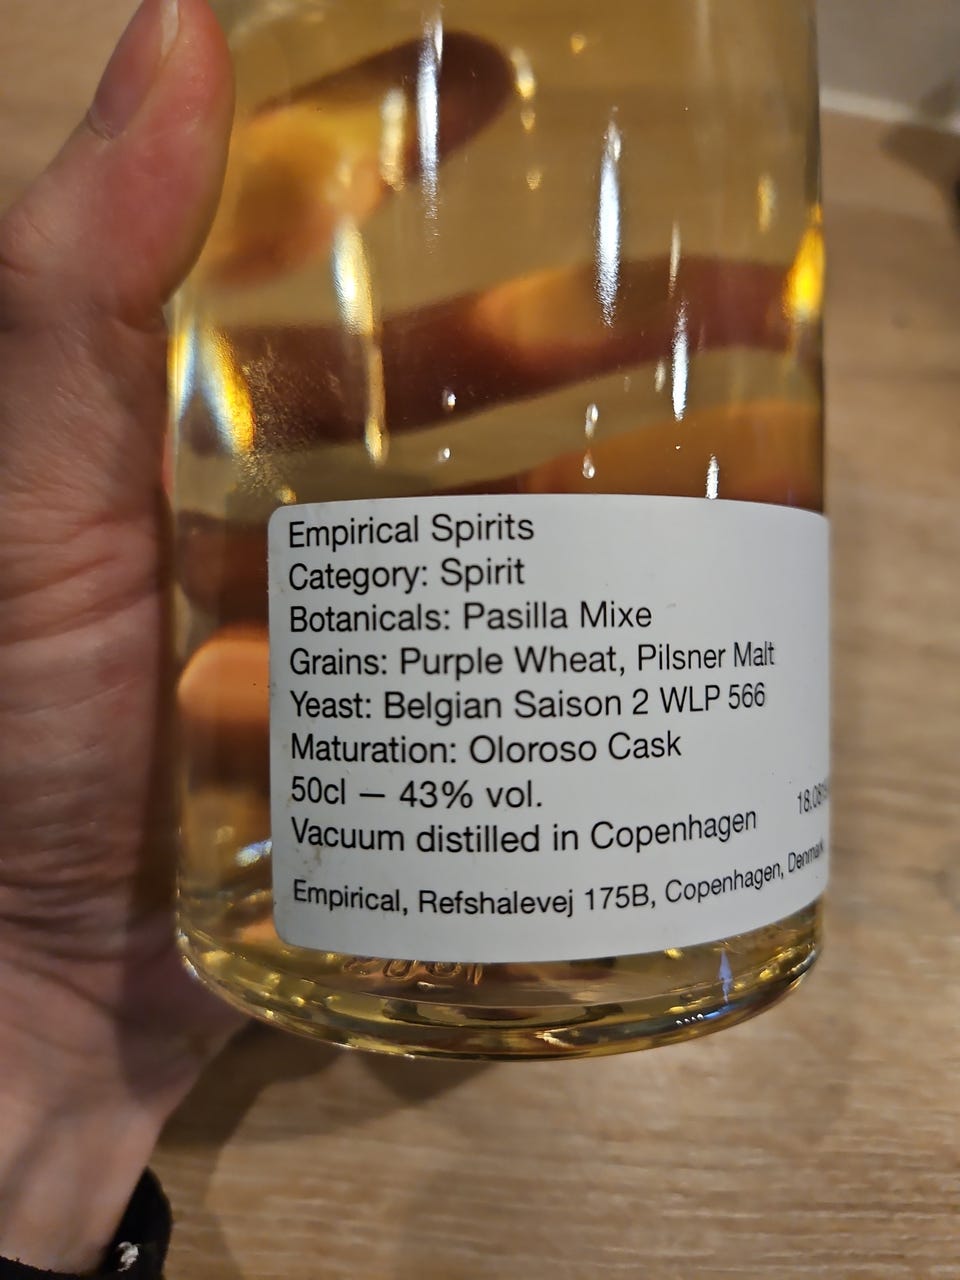 Empirical Spirits
Category: Spirit
Botanicals: Pasilla Mixe
Grains: Purple Wheat, Pilsner Malt
Yeast: Belgian Saison 2 WLP 566
Maturation: Oloroso Cask
50cl – 43% vol.
Vacuum distilled in Copenhagen
Empirical, Refshalevej 175B, Copenhagen, Denmark